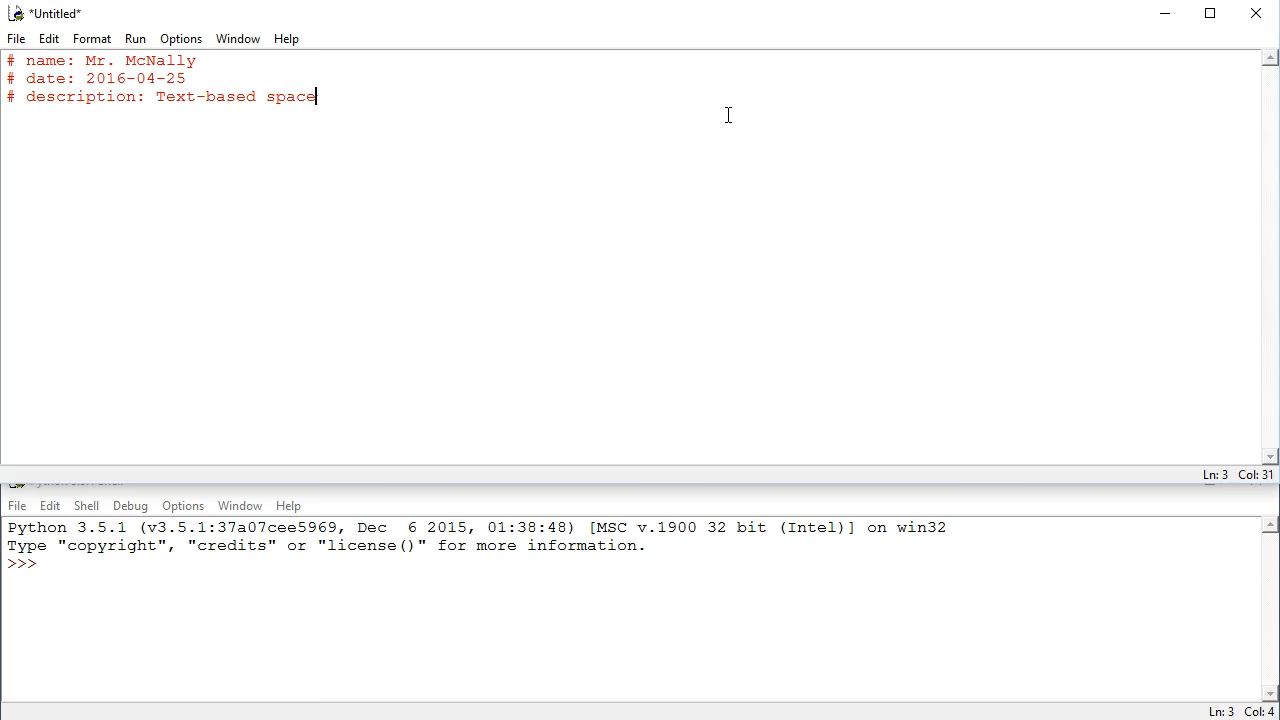 *Untitled*
File Edit Format Run Options Window Help
# name: Mr. McNally
# date: 2016-04-25
# description: Text-based space
Ln: 3 Col: 31
File Edit Shell Debug Options Window Help
Python 3.5.1 (v3.5.1:37a07cee5969, Dec  6 2015, 01:38:48) [MSC v.1900 32 bit (Intel)] on win32
Type "copyright", "credits" or "license()" for more information.
>>>
Ln: 3 Col: 4